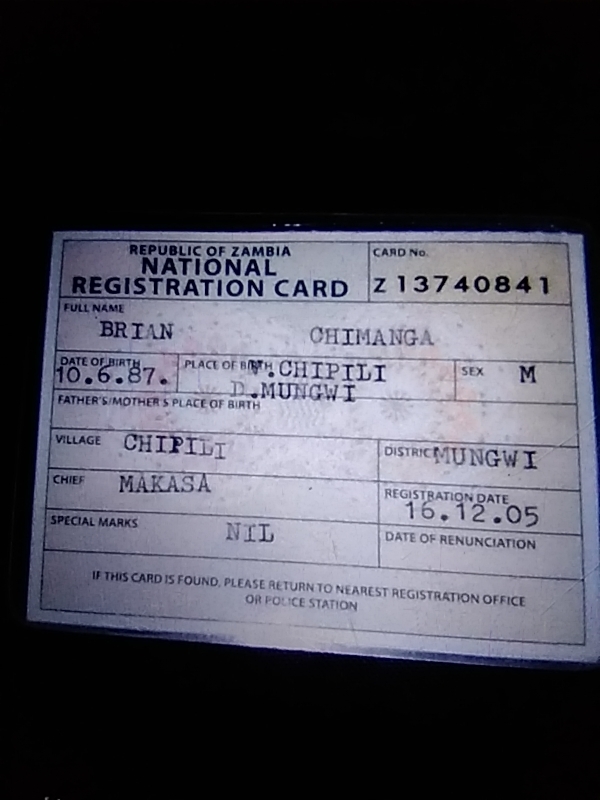 REPUBLIC OF ZAMBIA
NATIONAL
REGISTRATION CARD
CARD No.
Z 13740841
FULL NAME
BRIAN CHIMANGA
DATE OF BIRTH
10.6.87.
PLACE OF BIRTH
V.CHIPILI
D.MUNGWI
SEX M
FATHER'S/MOTHER'S PLACE OF BIRTH
VILLAGE CHIPILI
DISTRICT MUNGWI
CHIEF MAKASA
REGISTRATION DATE
16.12.05
SPECIAL MARKS NIL
DATE OF RENUNCIATION
IF THIS CARD IS FOUND, PLEASE RETURN TO NEAREST REGISTRATION OFFICE
OR POLICE STATION